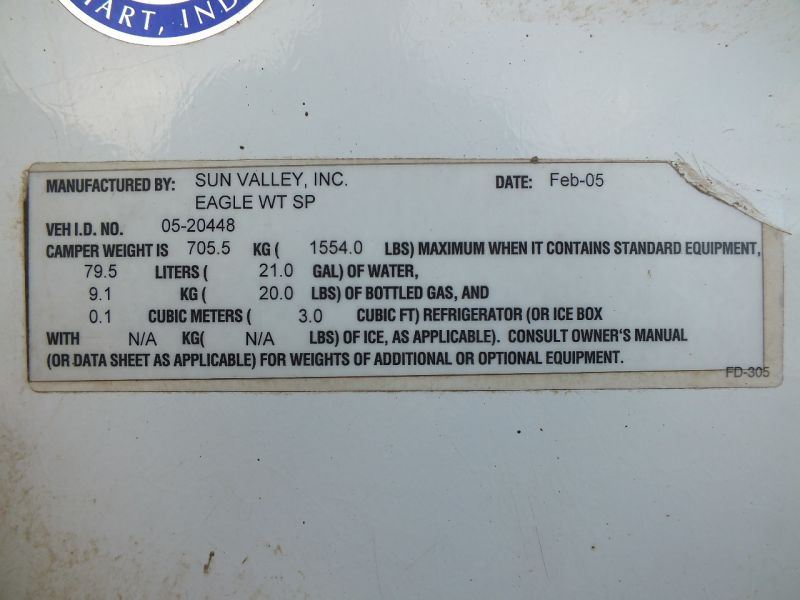 MART, IND
MANUFACTURED BY: SUN VALLEY, INC. DATE: Feb-05
EAGLE WT SP
VEH I.D. NO. 05-20448
CAMPER WEIGHT IS 705.5 KG ( 1554.0 LBS) MAXIMUM WHEN IT CONTAINS STANDARD EQUIPMENT,
79.5 LITERS ( 21.0 GAL) OF WATER,
9.1 KG ( 20.0 LBS) OF BOTTLED GAS, AND
0.1 CUBIC METERS ( 3.0 CUBIC FT) REFRIGERATOR (OR ICE BOX
WITH N/A KG( N/A LBS) OF ICE, AS APPLICABLE). CONSULT OWNER'S MANUAL
(OR DATA SHEET AS APPLICABLE) FOR WEIGHTS OF ADDITIONAL OR OPTIONAL EQUIPMENT.
FD-305